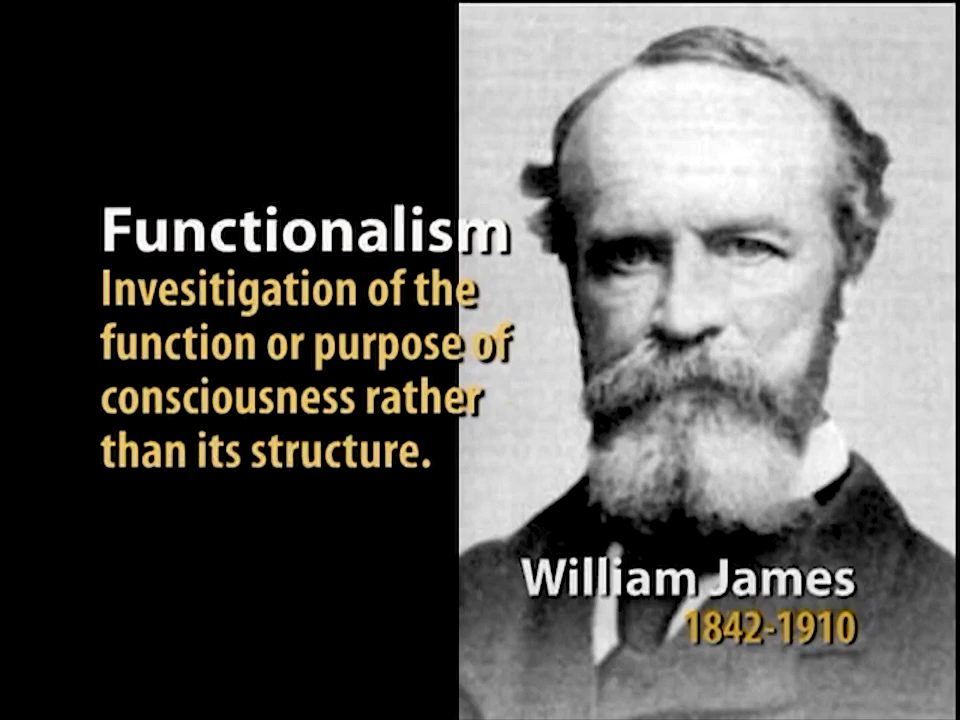 Functionalism
Invesitigation of the
function or purpose of
consciousness rather
than its structure.
William James
1842-1910